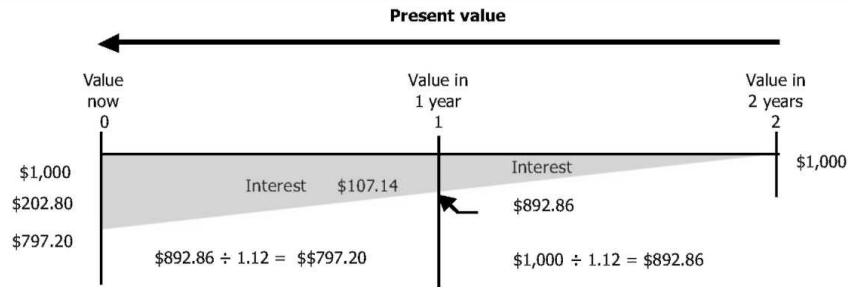 Present value
Value now
0
Value in 1 year
1
Value in 2 years
2
$1,000
$202.80
$797.20
Interest $107.14
Interest
$892.86
$1,000
$892.86 ÷ 1.12 = $$797.20
$1,000 ÷ 1.12 = $892.86